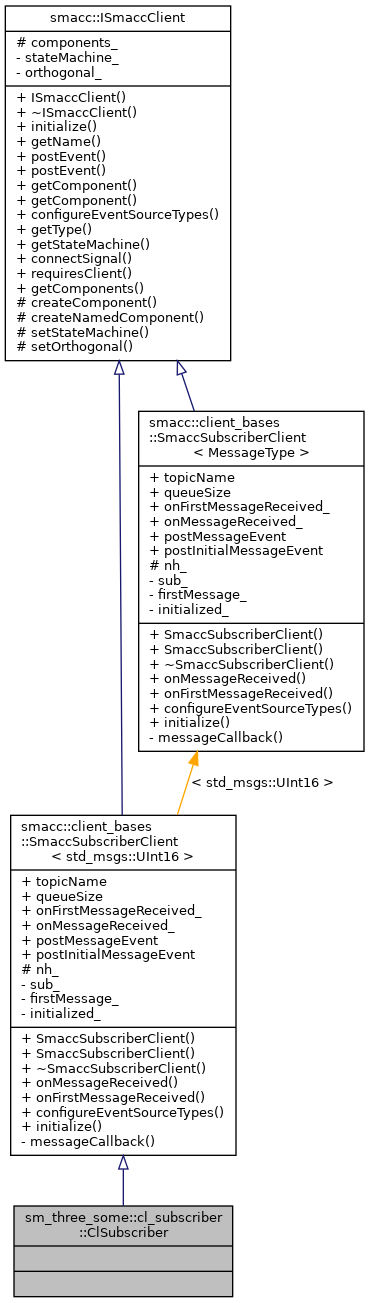 smacc::ISmaccClient
# components_
- stateMachine_
- orthogonal_
+ ISmaccClient()
+ ~ISmaccClient()
+ initialize()
+ getName()
+ postEvent()
+ postEvent()
+ getComponent()
+ getComponent()
+ configureEventSourceTypes()
+ getType()
+ getStateMachine()
+ connectSignal()
+ requiresClient()
+ getComponents()
# createComponent()
# createNamedComponent()
# setStateMachine()
# setOrthogonal()
smacc::client_bases
::SmaccSubscriberClient
< MessageType >
+ topicName
+ queueSize
+ onFirstMessageReceived_
+ onMessageReceived_
+ postMessageEvent
+ postInitialMessageEvent
# nh_
- sub_
- firstMessage_
- initialized_
+ SmaccSubscriberClient()
+ SmaccSubscriberClient()
+ ~SmaccSubscriberClient()
+ onMessageReceived()
+ onFirstMessageReceived()
+ configureEventSourceTypes()
+ initialize()
- messageCallback()
< std_msgs::UInt16 >
smacc::client_bases
::SmaccSubscriberClient
< std_msgs::UInt16 >
+ topicName
+ queueSize
+ onFirstMessageReceived_
+ onMessageReceived_
+ postMessageEvent
+ postInitialMessageEvent
# nh_
- sub_
- firstMessage_
- initialized_
+ SmaccSubscriberClient()
+ SmaccSubscriberClient()
+ ~SmaccSubscriberClient()
+ onMessageReceived()
+ onFirstMessageReceived()
+ configureEventSourceTypes()
+ initialize()
- messageCallback()
sm_three_some::cl_subscriber
::ClSubscriber